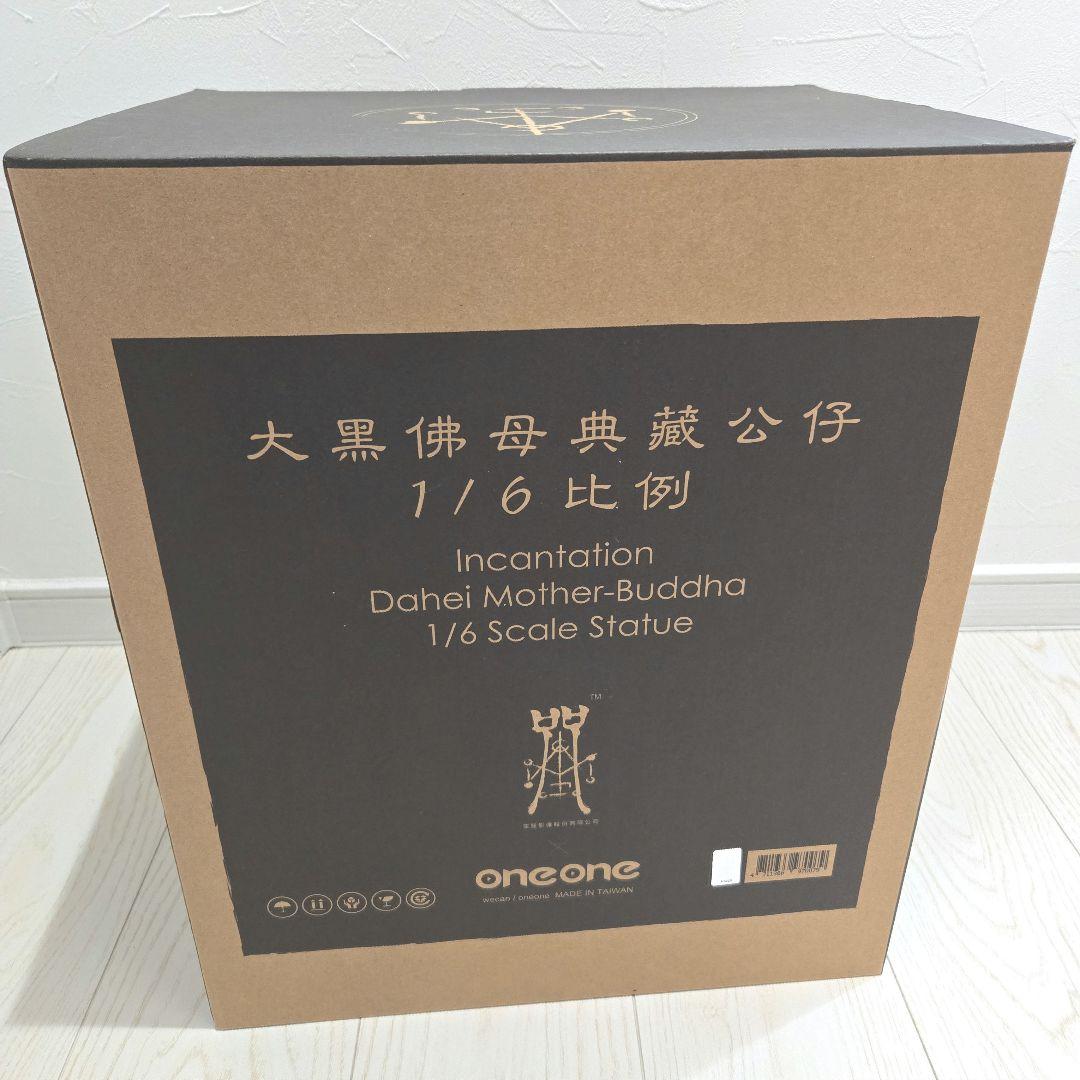 大黑佛母典藏公仔
1/6比例
Incantation
Dahei Mother-Buddha
1/6 Scale Statue
TM
oneone
wecan / oneone MADE IN TAIWAN